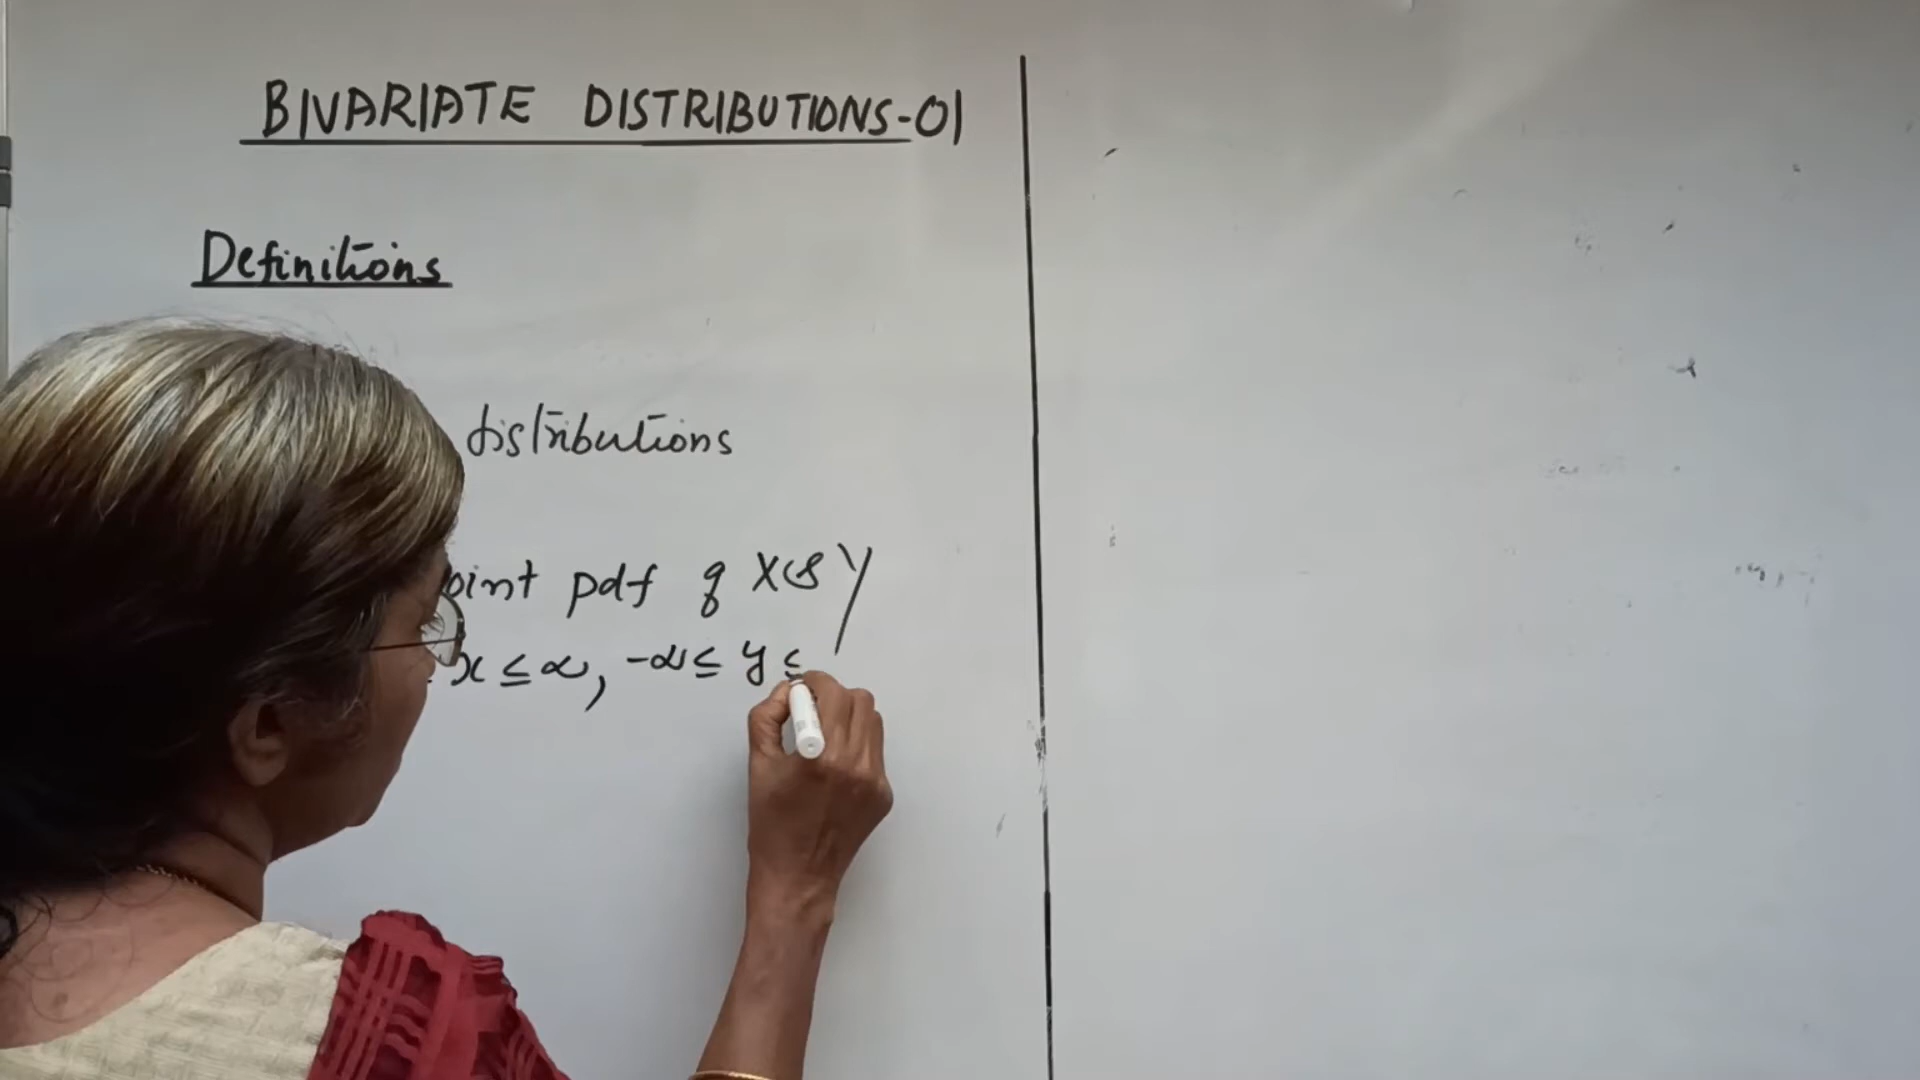 BIVARIATE DISTRIBUTIONS-01
Definitions
distributions
oint pdf of X & Y
x ≤ ∞, -∞ ≤ y ≤